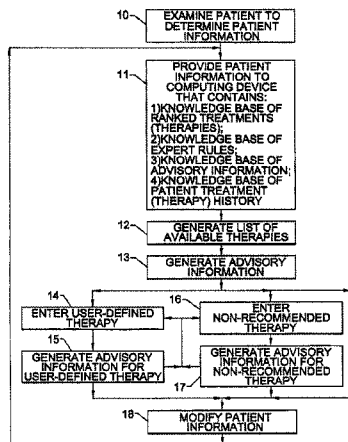 10
EXAMINE PATIENT TO
DETERMINE PATIENT
INFORMATION
11
PROVIDE PATIENT
INFORMATION TO
COMPUTING DEVICE
THAT CONTAINS:
1)KNOWLEDGE BASE OF
RANKED TREATMENTS
(THERAPIES);
2)KNOWLEDGE BASE OF
EXPERT RULES;
3)KNOWLEDGE BASE OF
ADVISORY INFORMATION;
4)KNOWLEDGE BASE OF
PATIENT TREATMENT
(THERAPY) HISTORY
12
GENERATE LIST OF
AVAILABLE THERAPIES
13
GENERATE ADVISORY
INFORMATION
14
ENTER USER-DEFINED
THERAPY
15
GENERATE ADVISORY
INFORMATION FOR
USER-DEFINED THERAPY
16
ENTER
NON-RECOMMENDED
THERAPY
GENERATE ADVISORY
INFORMATION FOR
NON-RECOMMENDED
THERAPY
17
18
MODIFY PATIENT
INFORMATION